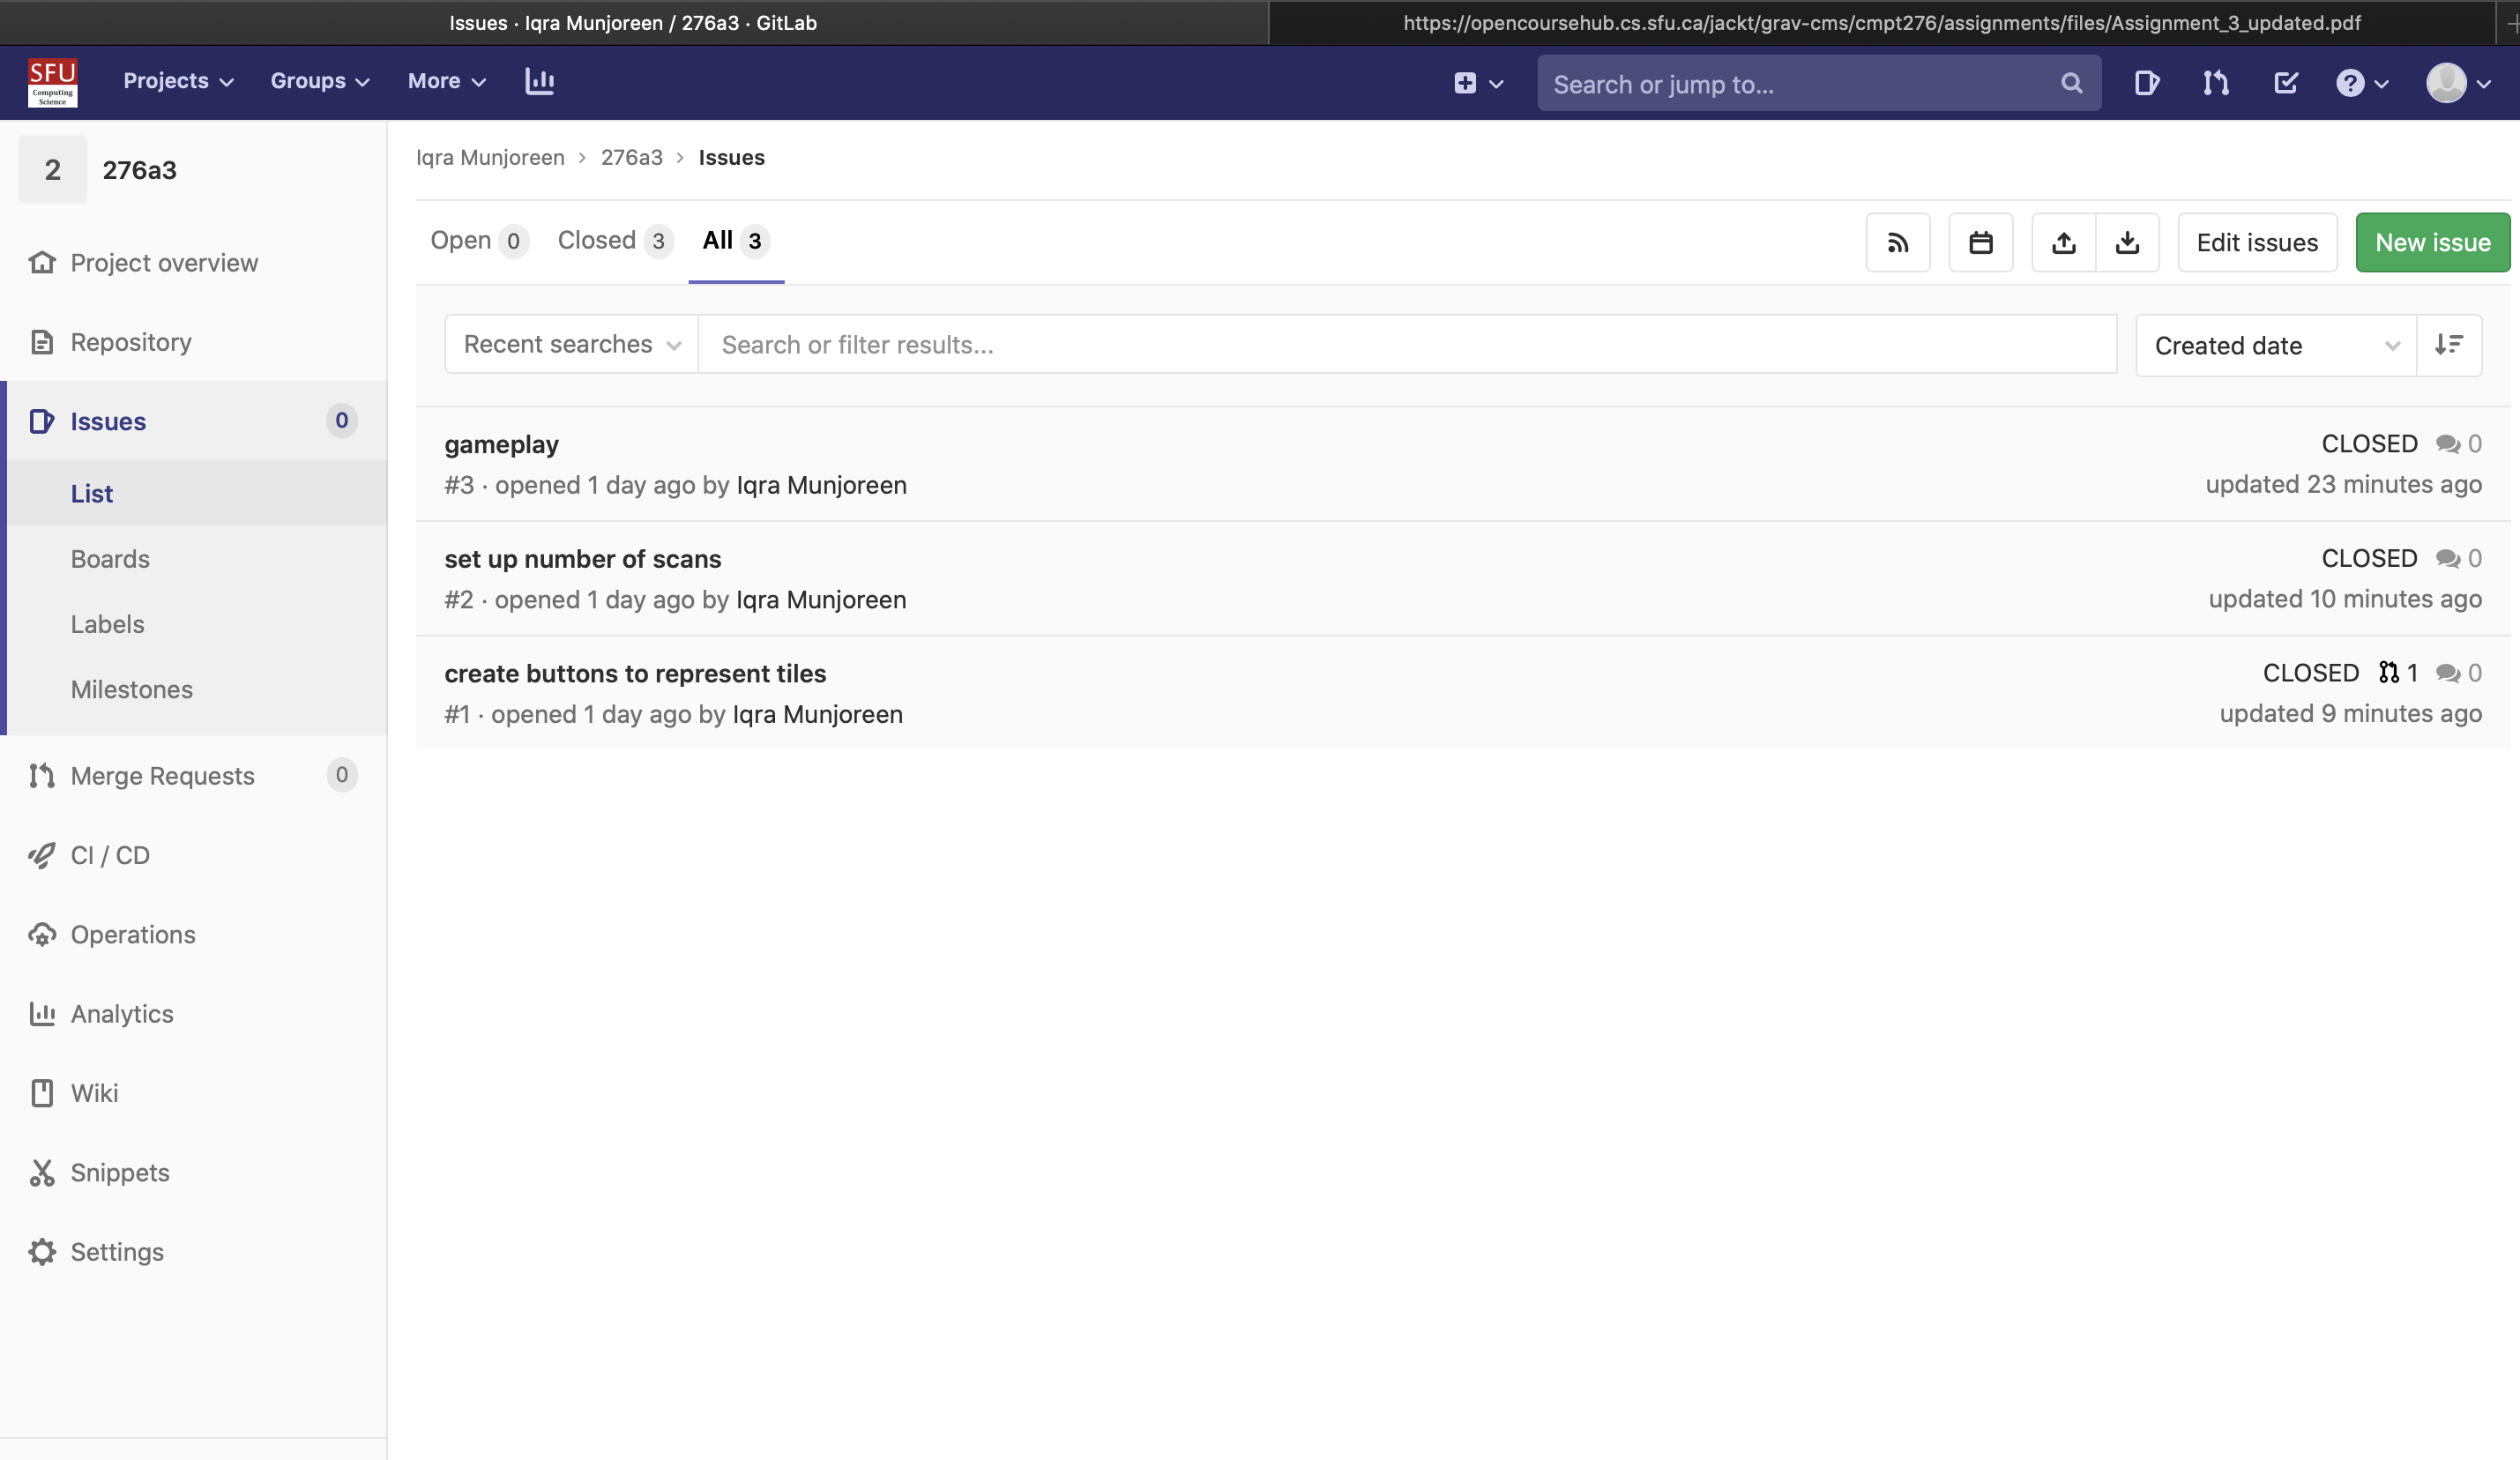 Issues · Iqra Munjoreen / 276a3 · GitLab
https://opencoursehub.cs.sfu.ca/jackt/grav-cms/cmpt276/assignments/files/Assignment_3_updated.pdf
SFU
Computing
Science
Projects
Groups
More
Search or jump to...
2
276a3
Project overview
Repository
Issues 0
List
Boards
Labels
Milestones
Merge Requests 0
CI / CD
Operations
Analytics
Wiki
Snippets
Settings
Iqra Munjoreen › 276a3 › Issues
Open 0 Closed 3 All 3
Edit issues
New issue
Recent searches
Search or filter results...
Created date
gameplay
#3 · opened 1 day ago by Iqra Munjoreen
CLOSED 0
updated 23 minutes ago
set up number of scans
#2 · opened 1 day ago by Iqra Munjoreen
CLOSED 0
updated 10 minutes ago
create buttons to represent tiles
#1 · opened 1 day ago by Iqra Munjoreen
CLOSED 1 0
updated 9 minutes ago